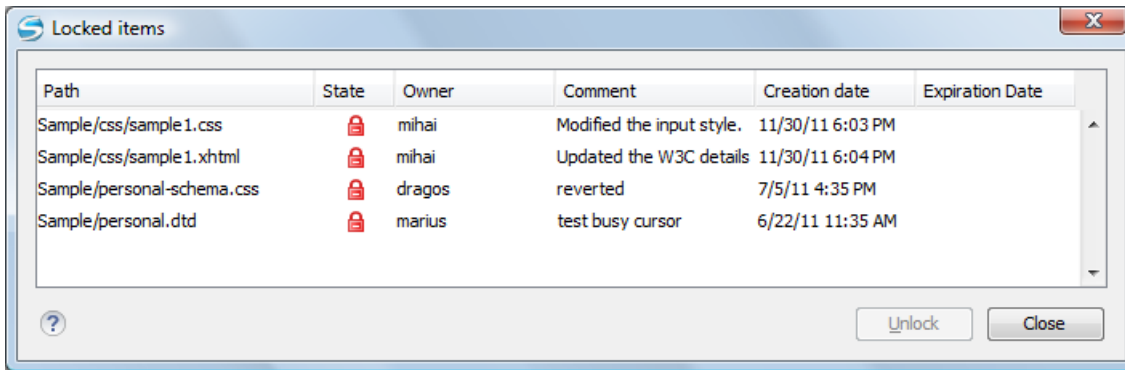 Locked items
Path State Owner Comment Creation date Expiration Date
Sample/css/sample1.css mihai Modified the input style. 11/30/11 6:03 PM
Sample/css/sample1.xhtml mihai Updated the W3C details 11/30/11 6:04 PM
Sample/personal-schema.css dragos reverted 7/5/11 4:35 PM
Sample/personal.dtd marius test busy cursor 6/22/11 11:35 AM
? Unlock Close